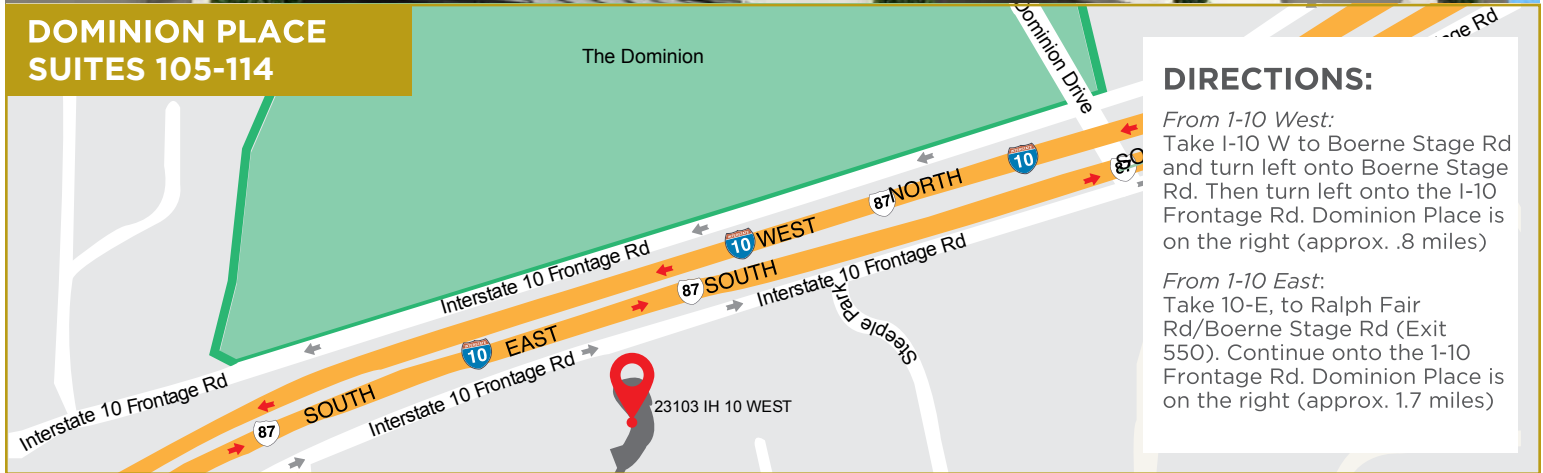 DOMINION PLACE
SUITES 105-114
The Dominion
Dominion Drive
ge Rd
10
87
NORTH
10
WEST
87
SOUTH
87
SO
Interstate 10 Frontage Rd
Interstate 10 Frontage Rd
Steeple Park
10
EAST
87
SOUTH
Interstate 10 Frontage Rd
Interstate 10 Frontage Rd
23103 IH 10 WEST
DIRECTIONS:
From 1-10 West:
Take I-10 W to Boerne Stage Rd
and turn left onto Boerne Stage
Rd. Then turn left onto the I-10
Frontage Rd. Dominion Place is
on the right (approx. .8 miles)
From 1-10 East:
Take 10-E, to Ralph Fair
Rd/Boerne Stage Rd (Exit
550). Continue onto the 1-10
Frontage Rd. Dominion Place is
on the right (approx. 1.7 miles)